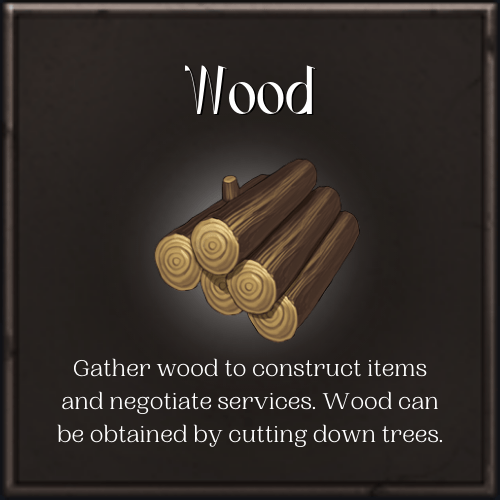 Wood
Gather wood to construct items
and negotiate services. Wood can
be obtained by cutting down trees.